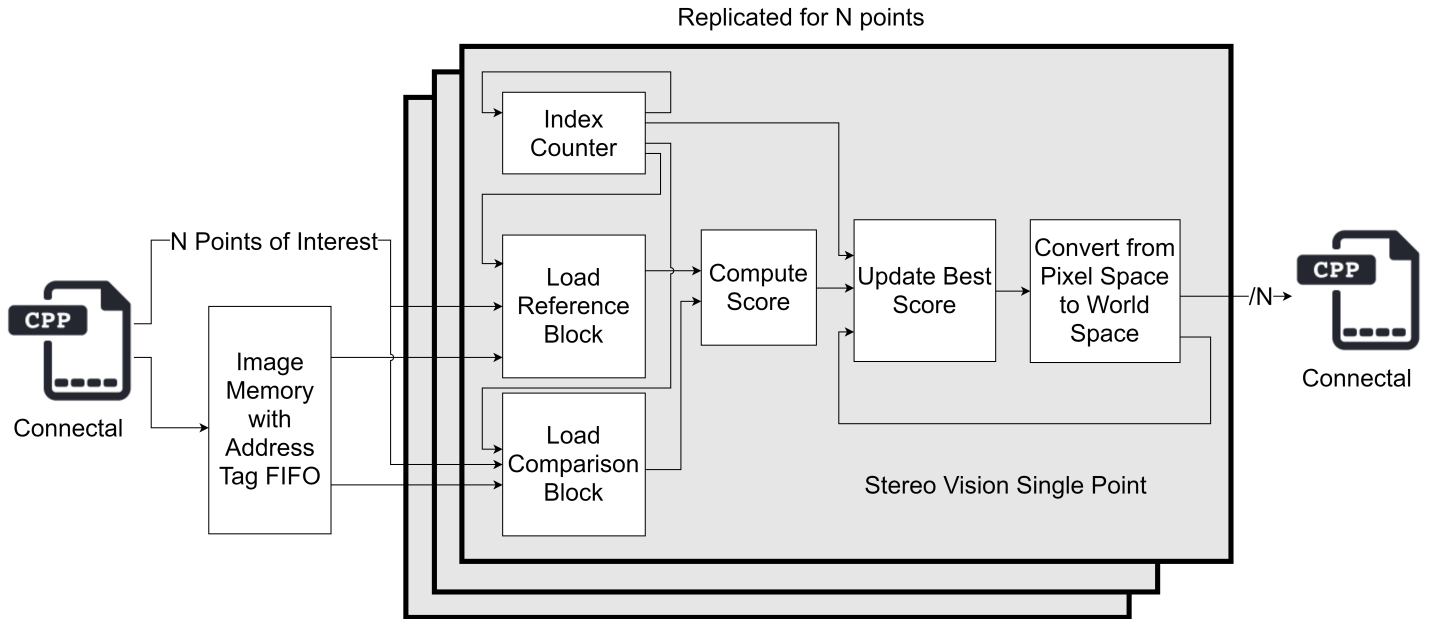 Replicated for N points
Index
Counter
N Points of Interest
CPP
Connectal
Image
Memory
with
Address
Tag FIFO
Load
Reference
Block
Load
Comparison
Block
Compute
Score
Update Best
Score
Convert from
Pixel Space
to World
Space
/N
CPP
Connectal
Stereo Vision Single Point